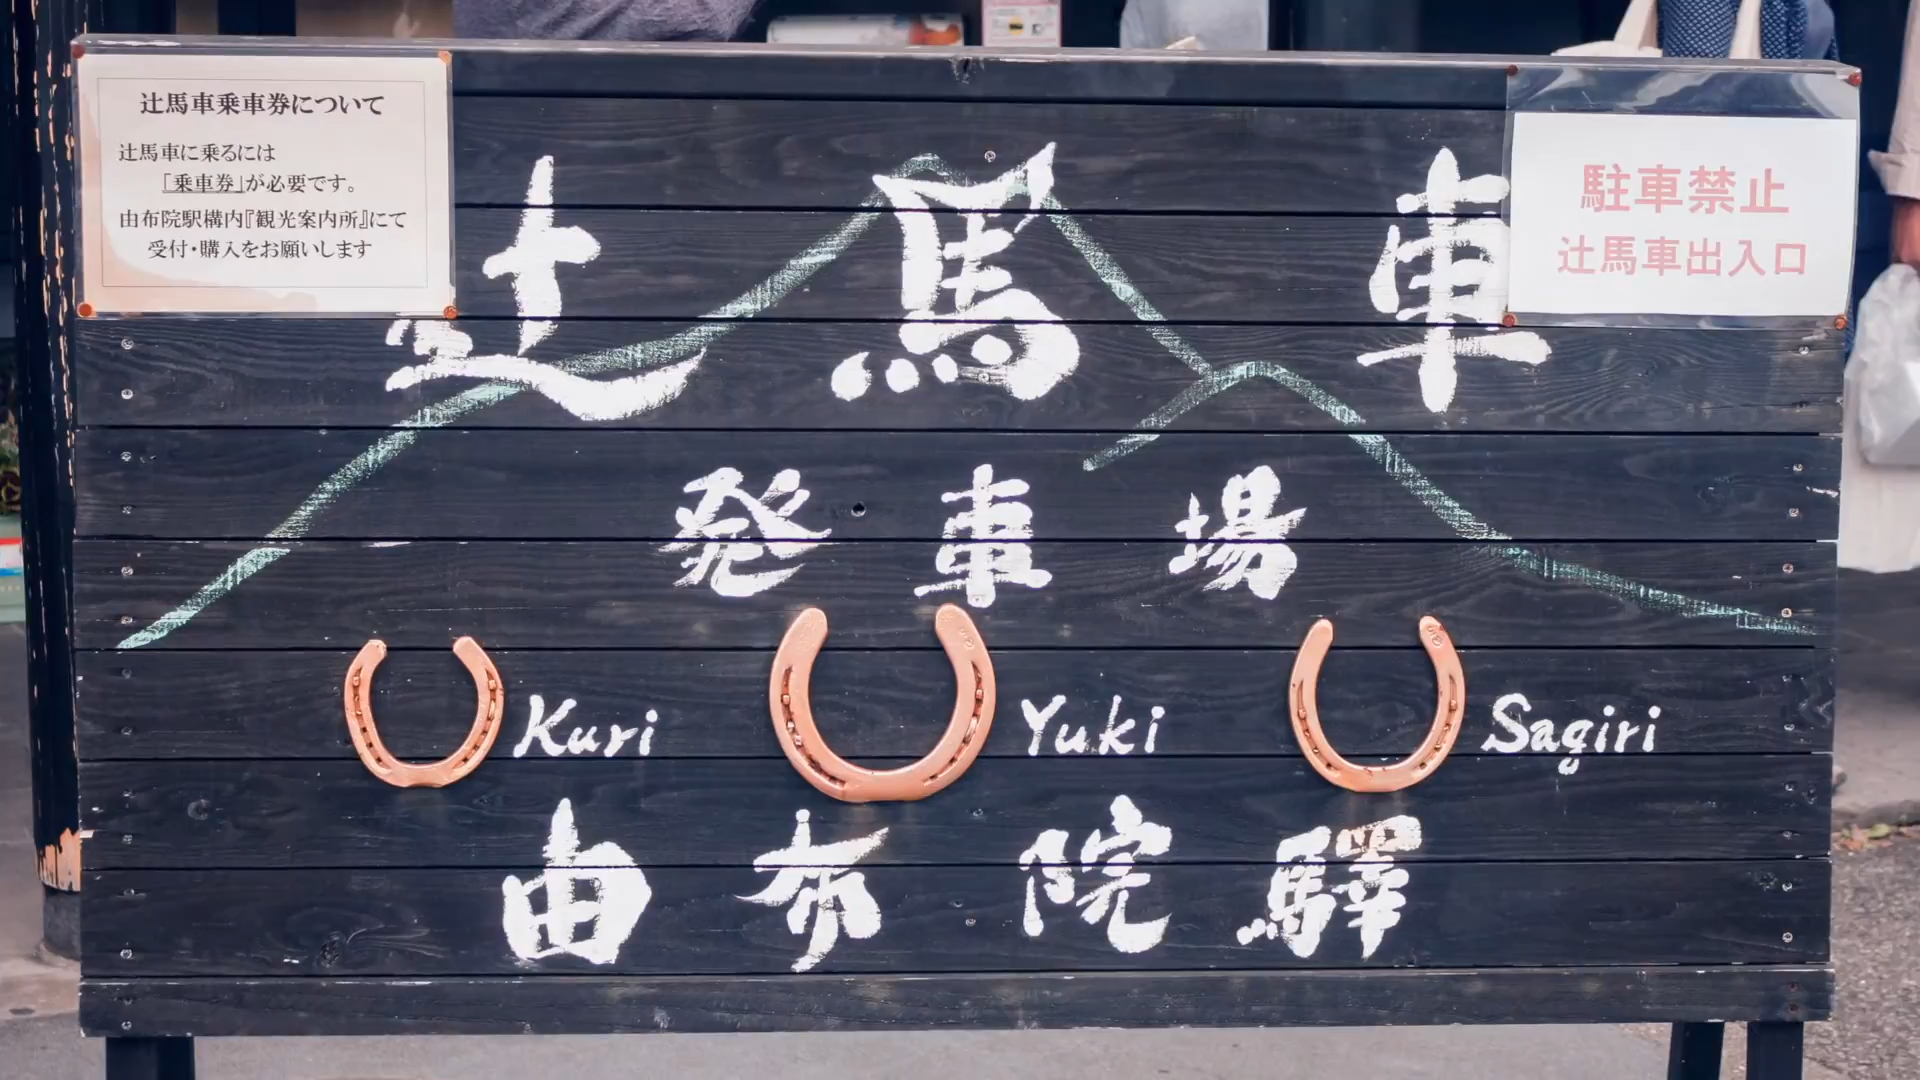 辻馬車乗車券について
辻馬車に乗るには
「乗車券」が必要です。
由布院駅構内『観光案内所』にて
受付・購入をお願いします
駐車禁止
辻馬車出入口
辻馬車
発車場
Kuri Yuki Sagiri
由布院驛